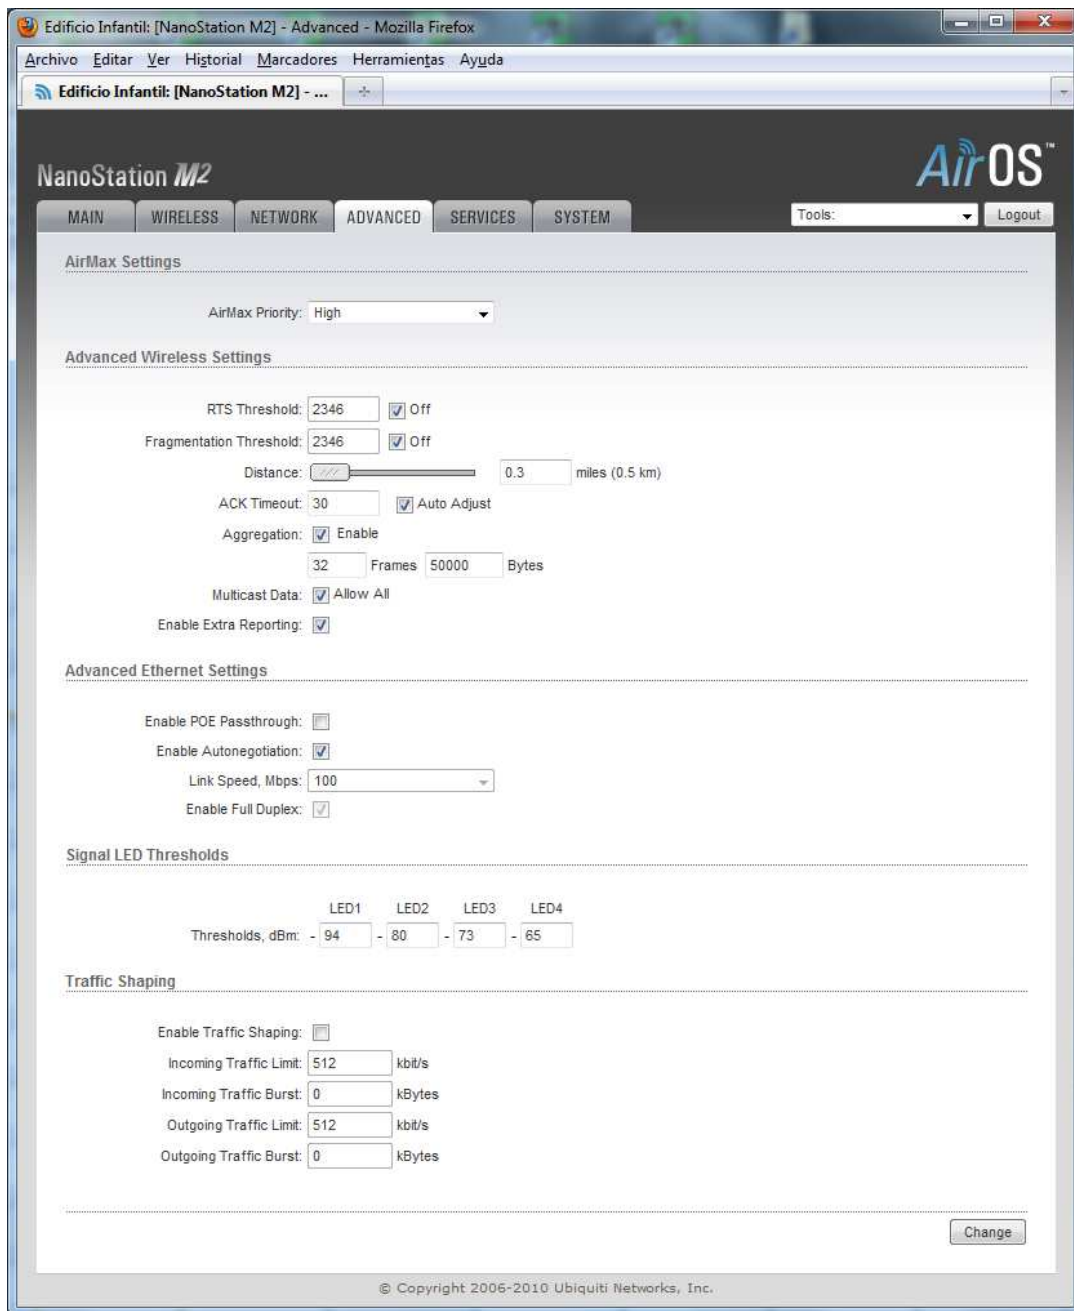 Edificio Infantil: [NanoStation M2] - Advanced - Mozilla Firefox
Archivo Editar Ver Historial Marcadores Herramientas Ayuda
Edificio Infantil: [NanoStation M2] - ...
NanoStation M2 AirOS™
MAIN WIRELESS NETWORK ADVANCED SERVICES SYSTEM Tools: Logout
AirMax Settings
AirMax Priority: High
Advanced Wireless Settings
RTS Threshold: 2346 Off
Fragmentation Threshold: 2346 Off
Distance: 0.3 miles (0.5 km)
ACK Timeout: 30 Auto Adjust
Aggregation: Enable
32 Frames 50000 Bytes
Multicast Data: Allow All
Enable Extra Reporting:
Advanced Ethernet Settings
Enable POE Passthrough:
Enable Autonegotiation:
Link Speed, Mbps: 100
Enable Full Duplex:
Signal LED Thresholds
LED1 LED2 LED3 LED4
Thresholds, dBm: - 94 - 80 - 73 - 65
Traffic Shaping
Enable Traffic Shaping:
Incoming Traffic Limit: 512 kbit/s
Incoming Traffic Burst: 0 kBytes
Outgoing Traffic Limit: 512 kbit/s
Outgoing Traffic Burst: 0 kBytes
Change
© Copyright 2006-2010 Ubiquiti Networks, Inc.